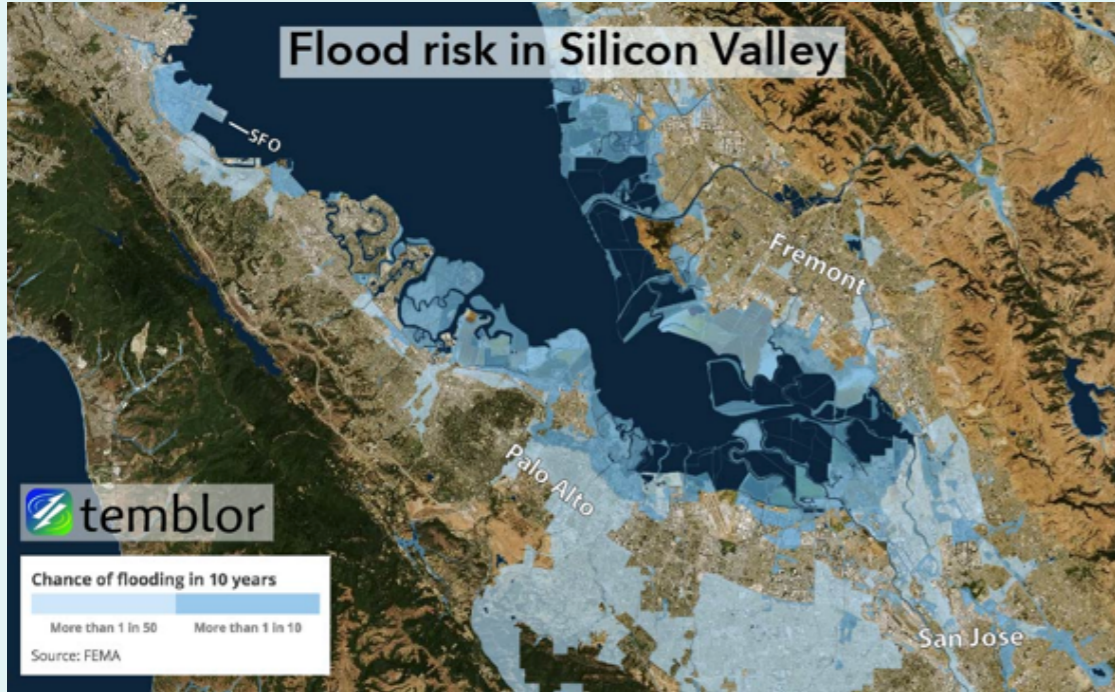 Flood risk in Silicon Valley
SFO
Fremont
Palo Alto
temblor
Chance of flooding in 10 years
More than 1 in 50 More than 1 in 10
Source: FEMA
San Jose